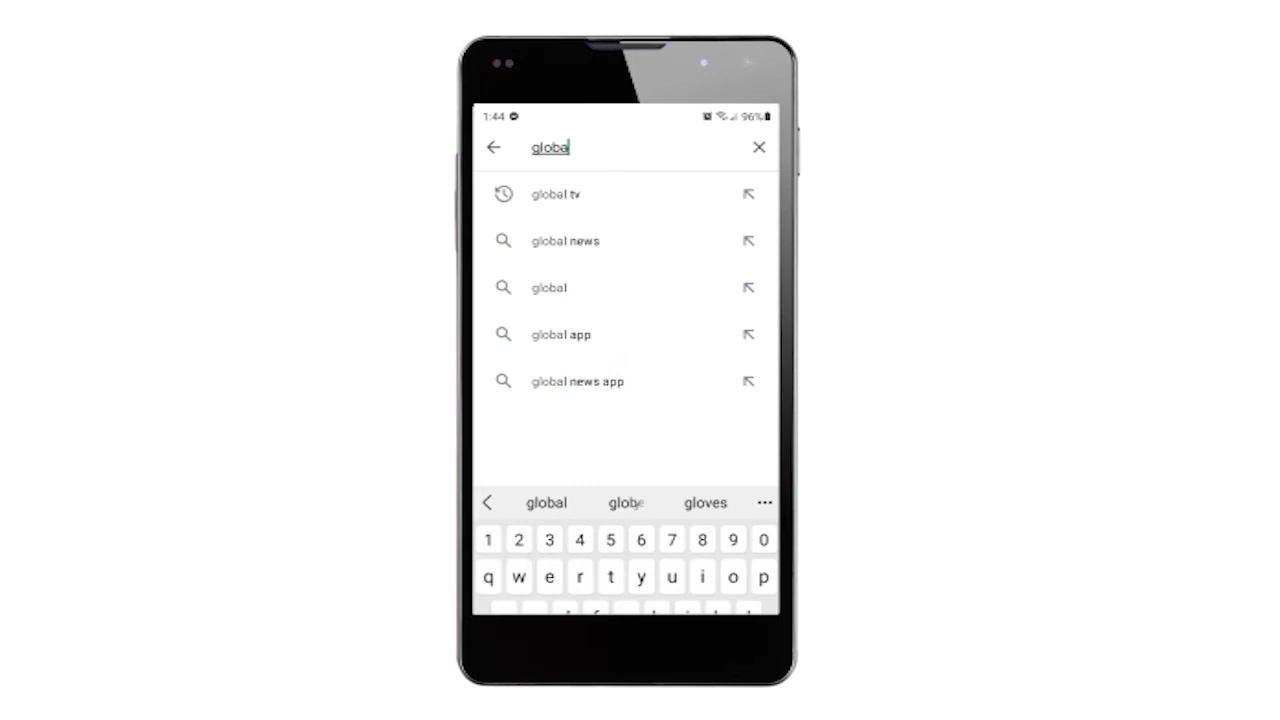 1:44 96%
globa
global tv
global news
global
global app
global news app
global globe gloves •••
1 2 3 4 5 6 7 8 9 0
q w e r t y u i o p